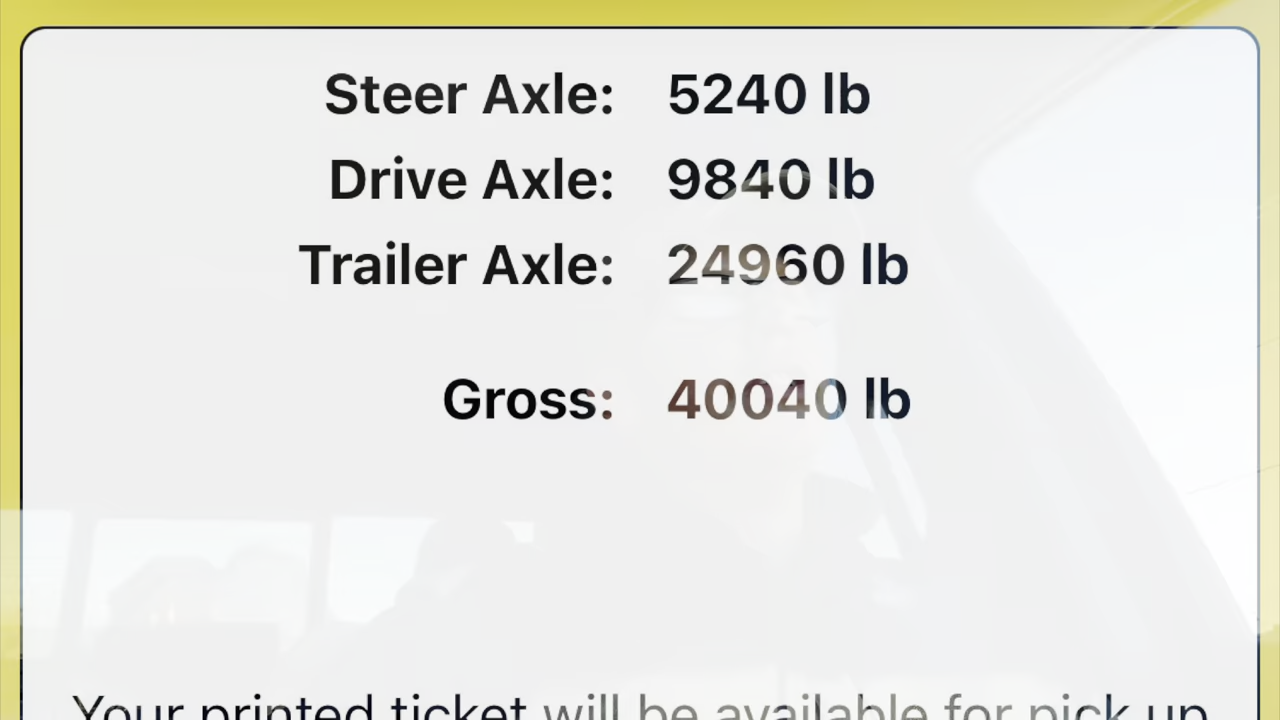 Steer Axle: 5240 lb
Drive Axle: 9840 lb
Trailer Axle: 24960 lb
Gross: 40040 lb
Your printed ticket will be available for pick up